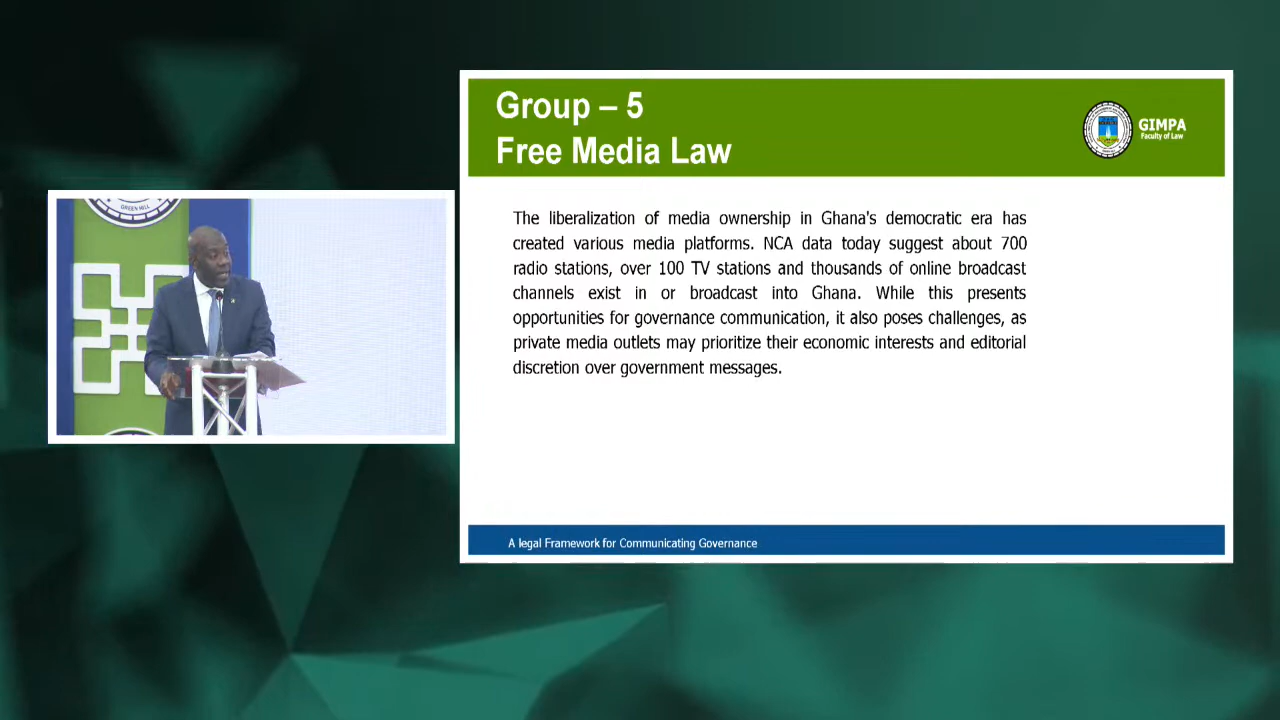 Group – 5
Free Media Law
GIMPA
Faculty of Law
The liberalization of media ownership in Ghana's democratic era has
created various media platforms. NCA data today suggest about 700
radio stations, over 100 TV stations and thousands of online broadcast
channels exist in or broadcast into Ghana. While this presents
opportunities for governance communication, it also poses challenges, as
private media outlets may prioritize their economic interests and editorial
discretion over government messages.
GREEN HILL
A legal Framework for Communicating Governance